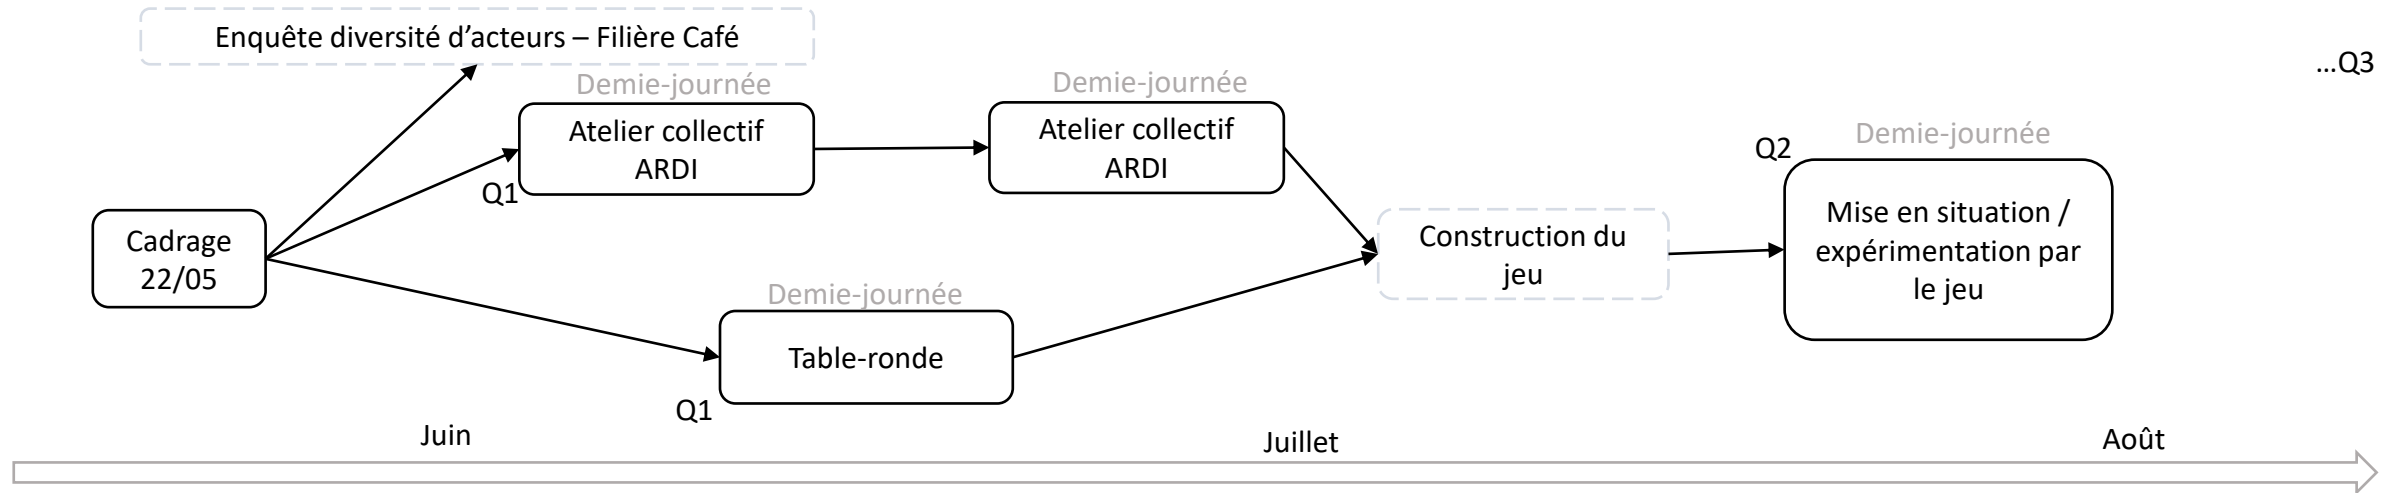 Enquête diversité d’acteurs – Filière Café
...Q3
Demie-journée
Atelier collectif
ARDI
Q1
Demie-journée
Atelier collectif
ARDI
Cadrage
22/05
Demie-journée
Table-ronde
Q1
Construction du
jeu
Q2
Demie-journée
Mise en situation /
expérimentation par
le jeu
Juin
Juillet
Août